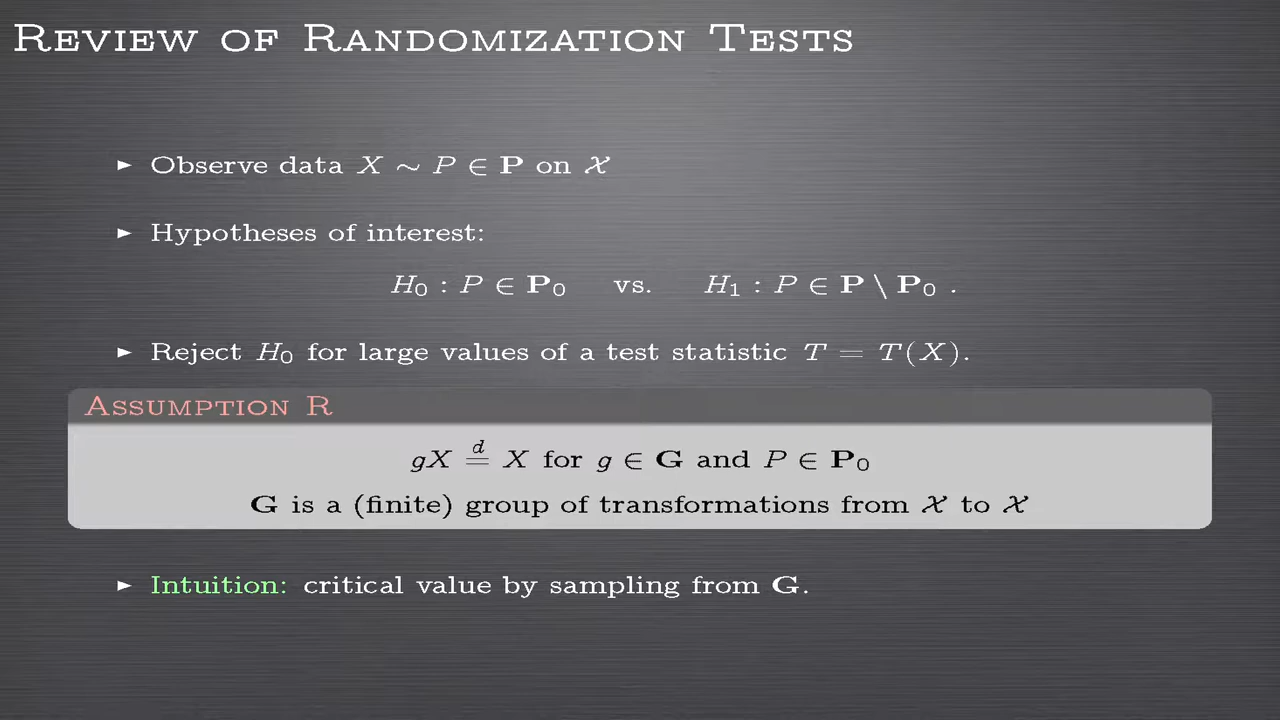 Review of Randomization Tests
► Observe data X ∼ P ∈ 𝐏 on 𝒳
► Hypotheses of interest:
H₀ : P ∈ 𝐏₀ vs. H₁ : P ∈ 𝐏 \ 𝐏₀ .
► Reject H₀ for large values of a test statistic T = T(X).
Assumption R
gX =ᵈ X for g ∈ 𝐆 and P ∈ 𝐏₀
𝐆 is a (finite) group of transformations from 𝒳 to 𝒳
► Intuition: critical value by sampling from 𝐆.